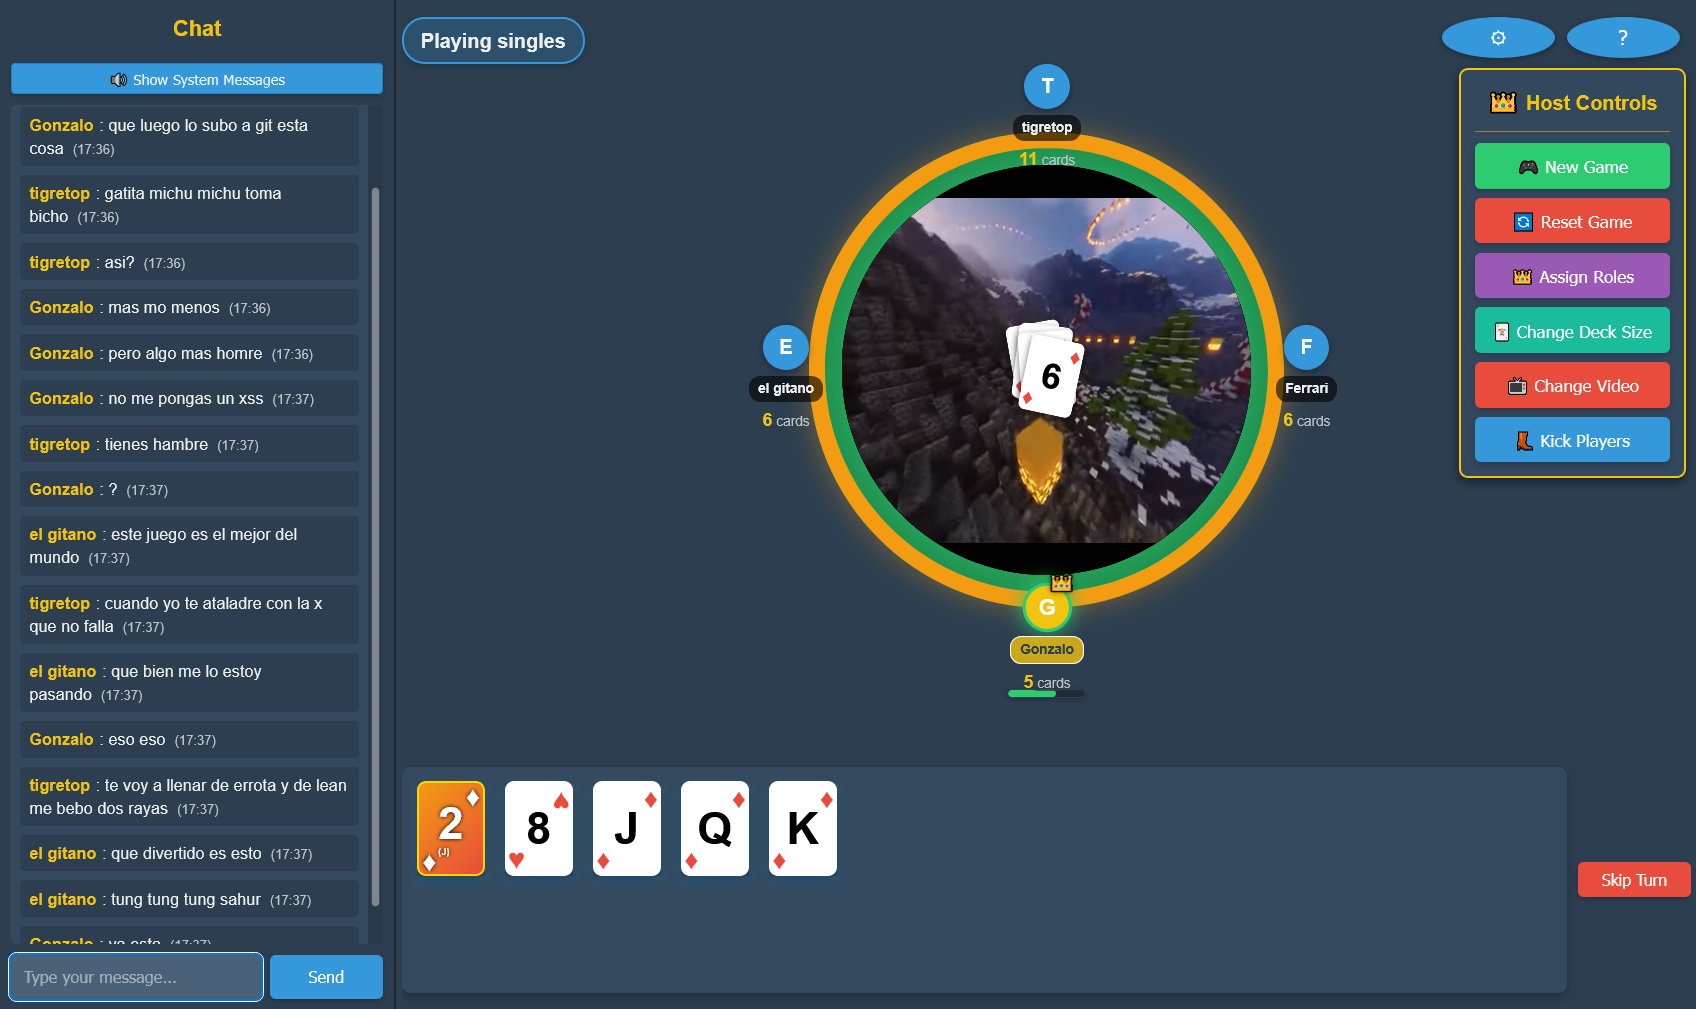 Chat
Show System Messages
Gonzalo : que luego lo subo a git esta
cosa (17:36)
tigretop : gatita michu michu toma
bicho (17:36)
tigretop : asi? (17:36)
Gonzalo : mas mo menos (17:36)
Gonzalo : pero algo mas homre (17:36)
Gonzalo : no me pongas un xss (17:37)
tigretop : tienes hambre (17:37)
Gonzalo : ? (17:37)
el gitano : este juego es el mejor del
mundo (17:37)
tigretop : cuando yo te ataladre con la x
que no falla (17:37)
el gitano : que bien me lo estoy
pasando (17:37)
Gonzalo : eso eso (17:37)
tigretop : te voy a llenar de errota y de lean
me bebo dos rayas (17:37)
el gitano : que divertido es esto (17:37)
el gitano : tung tung tung sahur (17:37)
Type your message...
Send
Playing singles
T
tigretop
11 cards
E
el gitano
6 cards
6
F
Ferrari
6 cards
G
Gonzalo
5 cards
?
Host Controls
New Game
Reset Game
Assign Roles
Change Deck Size
Change Video
Kick Players
2
(J)
8
J
Q
K
Skip Turn